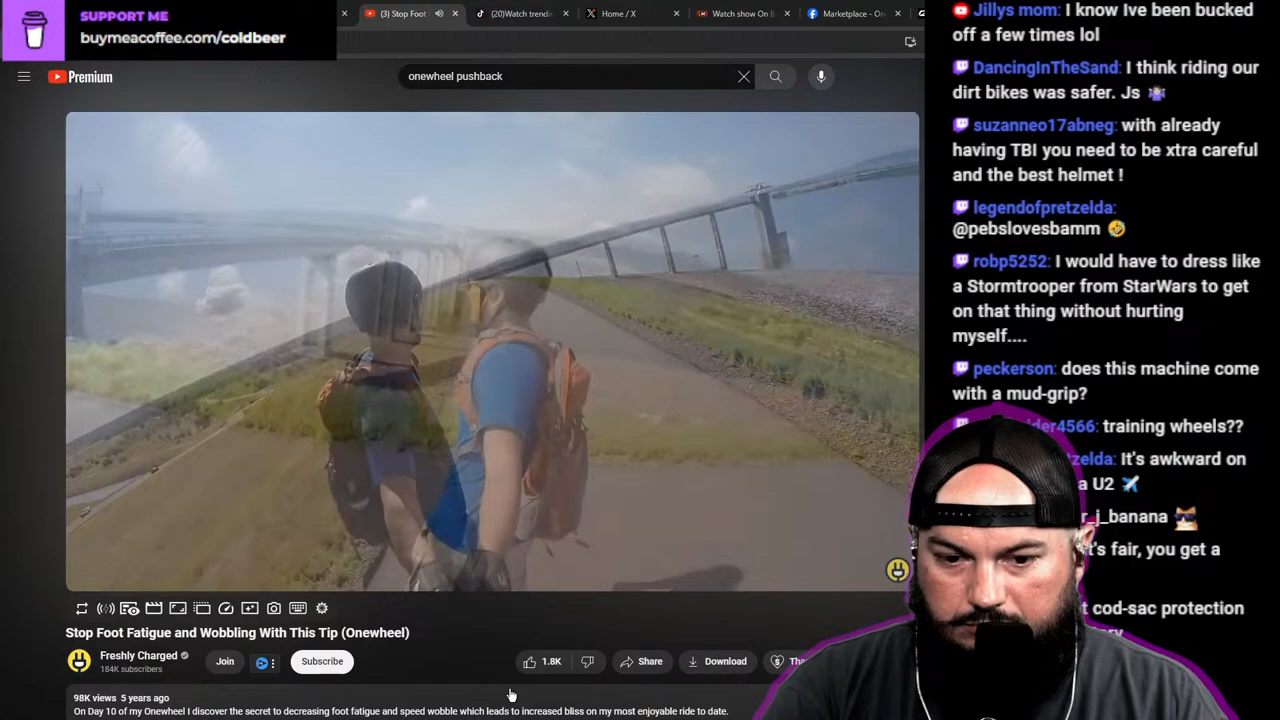 SUPPORT ME
buymeacoffee.com/coldbeer
(3) Stop Foot
(20)Watch trendin
Home / X
Watch show On
Marketplace - On
Premium
onewheel pushback
Stop Foot Fatigue and Wobbling With This Tip (Onewheel)
Freshly Charged
184K subscribers
Join
Subscribe
1.8K
Share
Download
98K views 5 years ago
On Day 10 of my Onewheel I discover the secret to decreasing foot fatigue and speed wobble which leads to increased bliss on my most enjoyable ride to date.
Jillys mom: I know Ive been bucked
off a few times lol
DancingInTheSand: I think riding our
dirt bikes was safer. Js
suzanneo17abneg: with already
having TBI you need to be xtra careful
and the best helmet !
legendofpretzelda:
@pebslovesbamm
robp5252: I would have to dress like
a Stormtrooper from StarWars to get
on that thing without hurting
myself....
peckerson: does this machine come
with a mud-grip?
der4566: training wheels??
zelda: It's awkward on
a U2
r_j_banana
t's fair, you get a
cod-sac protection